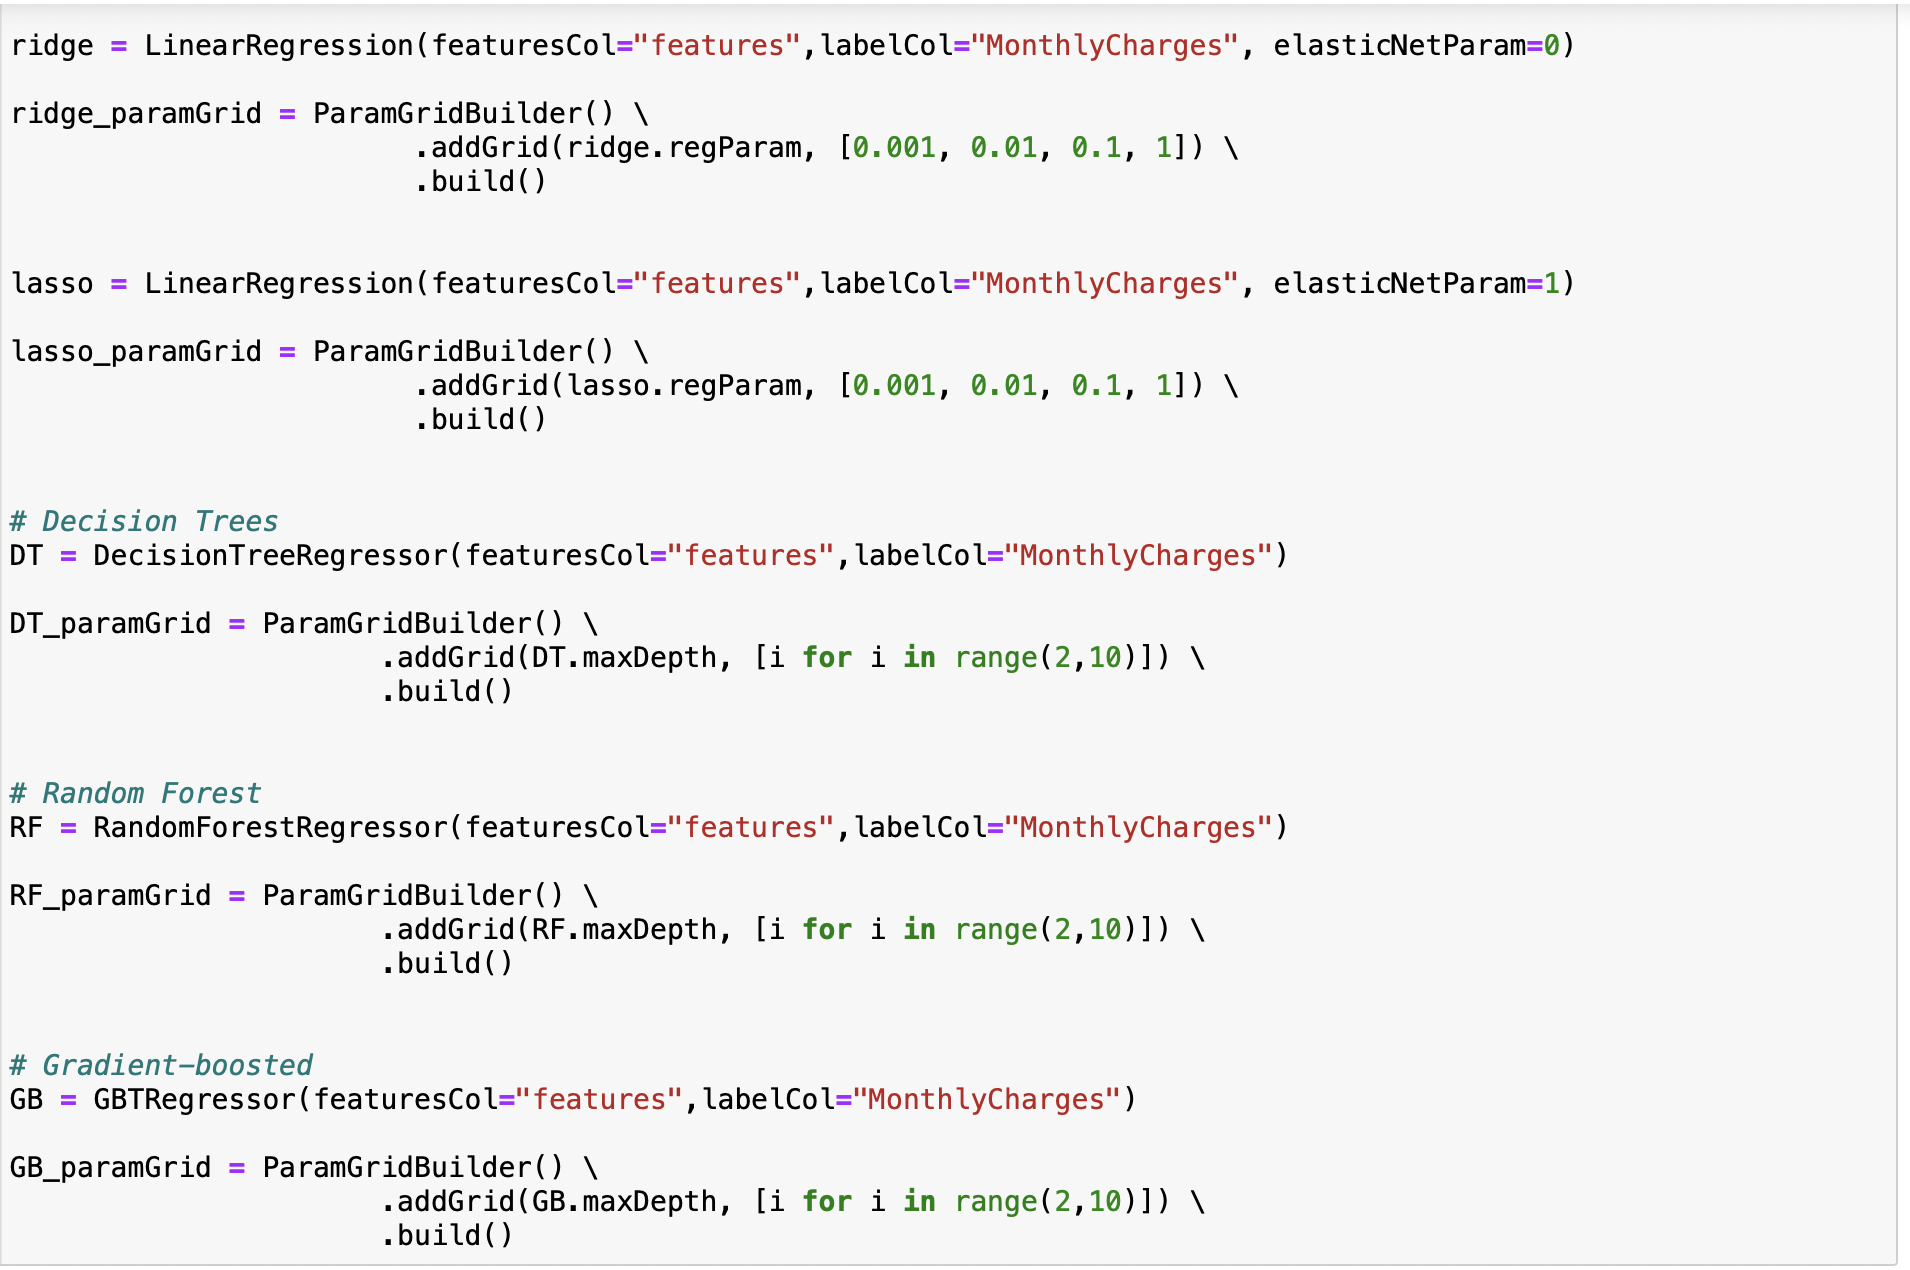 ridge = LinearRegression(featuresCol="features",labelCol="MonthlyCharges", elasticNetParam=0)
ridge_paramGrid = ParamGridBuilder() \
.addGrid(ridge.regParam, [0.001, 0.01, 0.1, 1]) \
.build()
lasso = LinearRegression(featuresCol="features",labelCol="MonthlyCharges", elasticNetParam=1)
lasso_paramGrid = ParamGridBuilder() \
.addGrid(lasso.regParam, [0.001, 0.01, 0.1, 1]) \
.build()
# Decision Trees
DT = DecisionTreeRegressor(featuresCol="features",labelCol="MonthlyCharges")
DT_paramGrid = ParamGridBuilder() \
.addGrid(DT.maxDepth, [i for i in range(2,10)]) \
.build()
# Random Forest
RF = RandomForestRegressor(featuresCol="features",labelCol="MonthlyCharges")
RF_paramGrid = ParamGridBuilder() \
.addGrid(RF.maxDepth, [i for i in range(2,10)]) \
.build()
# Gradient-boosted
GB = GBTRegressor(featuresCol="features",labelCol="MonthlyCharges")
GB_paramGrid = ParamGridBuilder() \
.addGrid(GB.maxDepth, [i for i in range(2,10)]) \
.build()